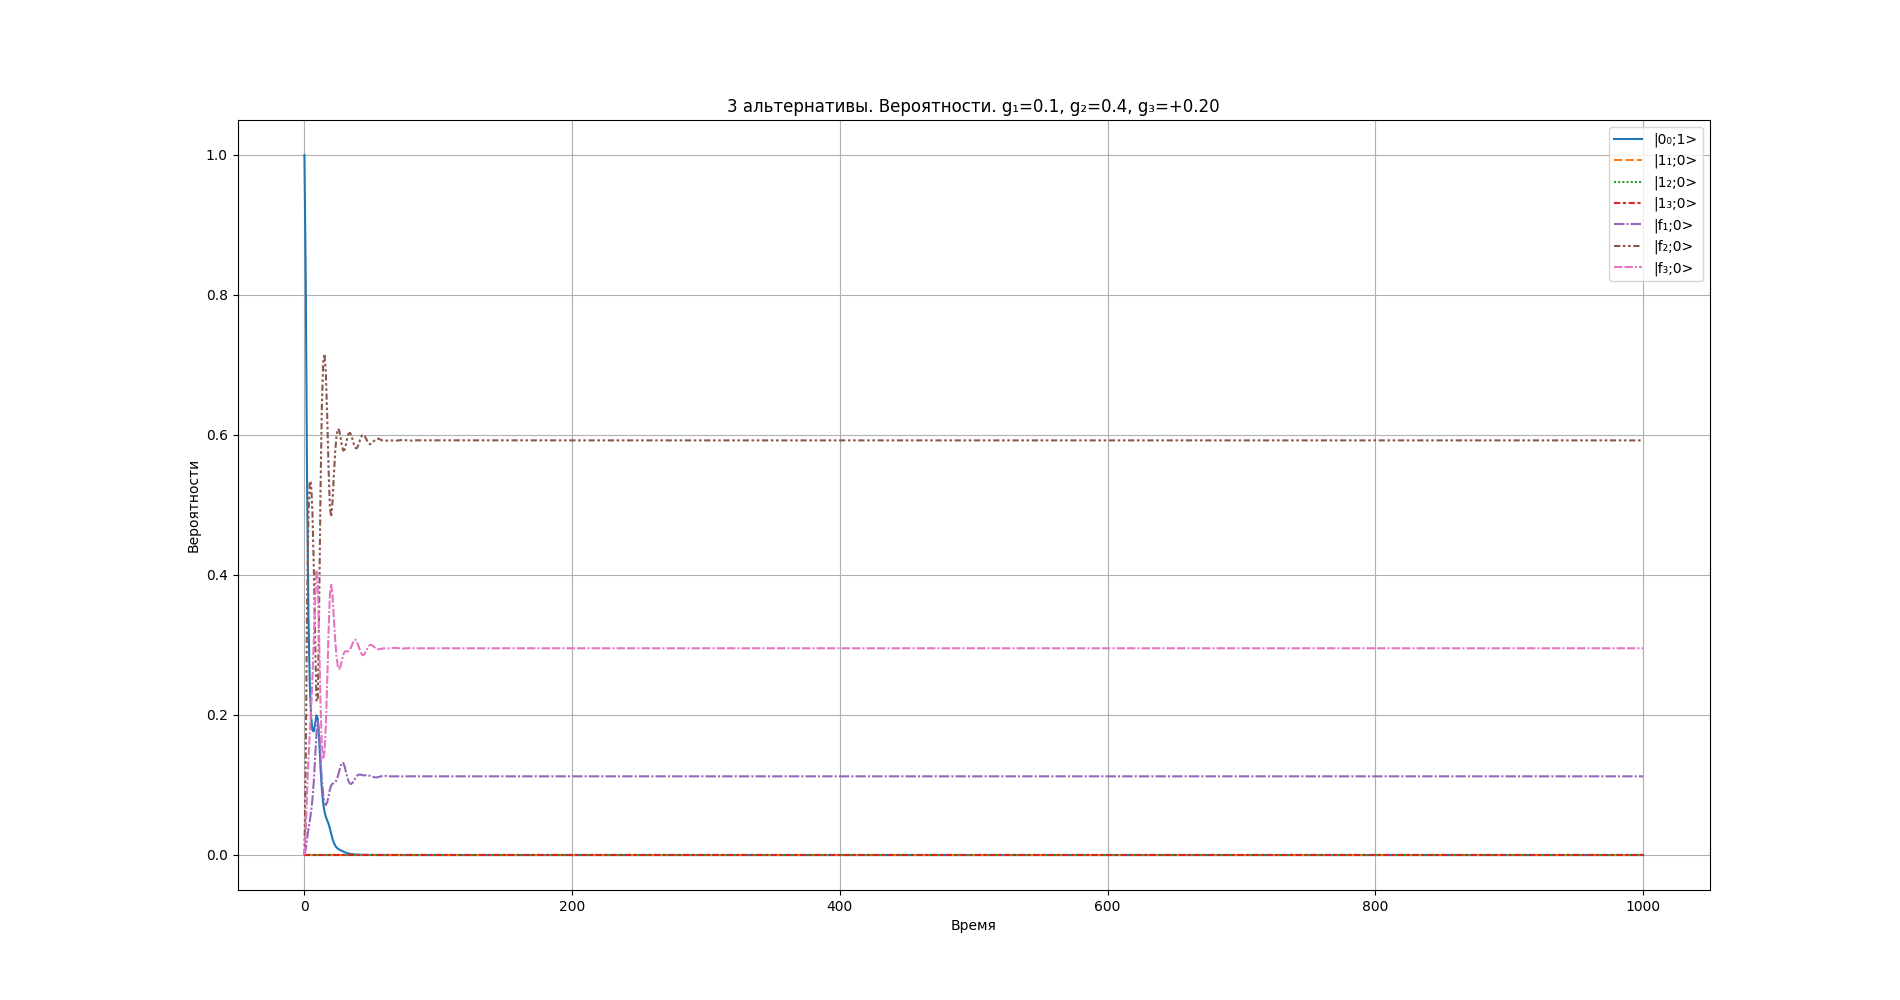 3 альтернативы. Вероятности. g₁=0.1, g₂=0.4, g₃=+0.20
|0₀;1>
|1₁;0>
|1₂;0>
|1₃;0>
|f₁;0>
|f₂;0>
|f₃;0>
1.0
0.8
0.6
0.4
0.2
0.0
Вероятности
0
200
400
600
800
1000
Время